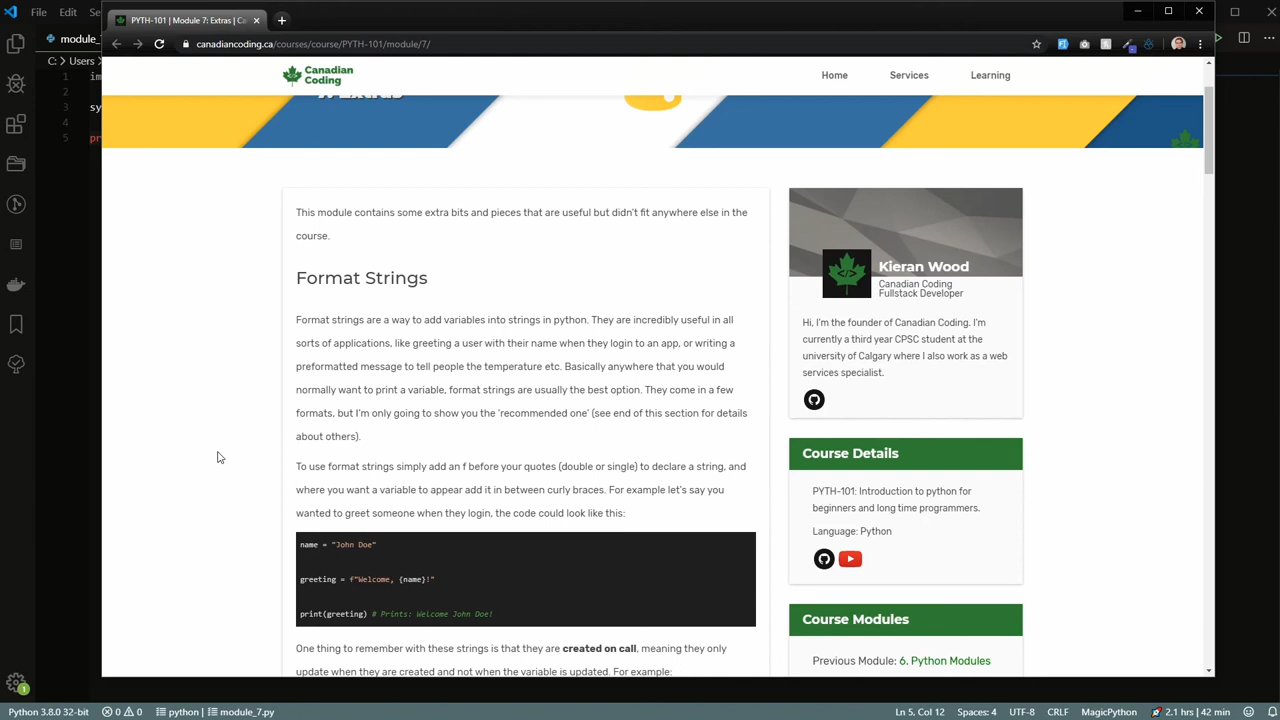 File
Edit
Se
PYTH-101 | Module 7: Extras | Ca
canadiancoding.ca/courses/course/PYTH-101/module/7/
module_
C: > Users
1
im
2
3
sy
4
5
pr
Canadian
Coding
Home
Services
Learning
This module contains some extra bits and pieces that are useful but didn't fit anywhere else in the
course.
Format Strings
Format strings are a way to add variables into strings in python. They are incredibly useful in all
sorts of applications, like greeting a user with their name when they login to an app, or writing a
preformatted message to tell people the temperature etc. Basically anywhere that you would
normally want to print a variable, format strings are usually the best option. They come in a few
formats, but I'm only going to show you the 'recommended one' (see end of this section for details
about others).
To use format strings simply add an f before your quotes (double or single) to declare a string, and
where you want a variable to appear add it in between curly braces. For example let's say you
wanted to greet someone when they login, the code could look like this:
name = "John Doe"
greeting = f"Welcome, {name}!"
print(greeting) # Prints: Welcome John Doe!
One thing to remember with these strings is that they are created on call, meaning they only
update when they are created and not when the variable is updated. For example:
Kieran Wood
Canadian Coding
Fullstack Developer
Hi, I'm the founder of Canadian Coding. I'm
currently a third year CPSC student at the
university of Calgary where I also work as a web
services specialist.
Course Details
PYTH-101: Introduction to python for
beginners and long time programmers.
Language: Python
Course Modules
Previous Module: 6. Python Modules
1
Python 3.8.0 32-bit
0
0
python | module_7.py
Ln 5, Col 12
Spaces: 4
UTF-8
CRLF
MagicPython
2.1 hrs | 42 min